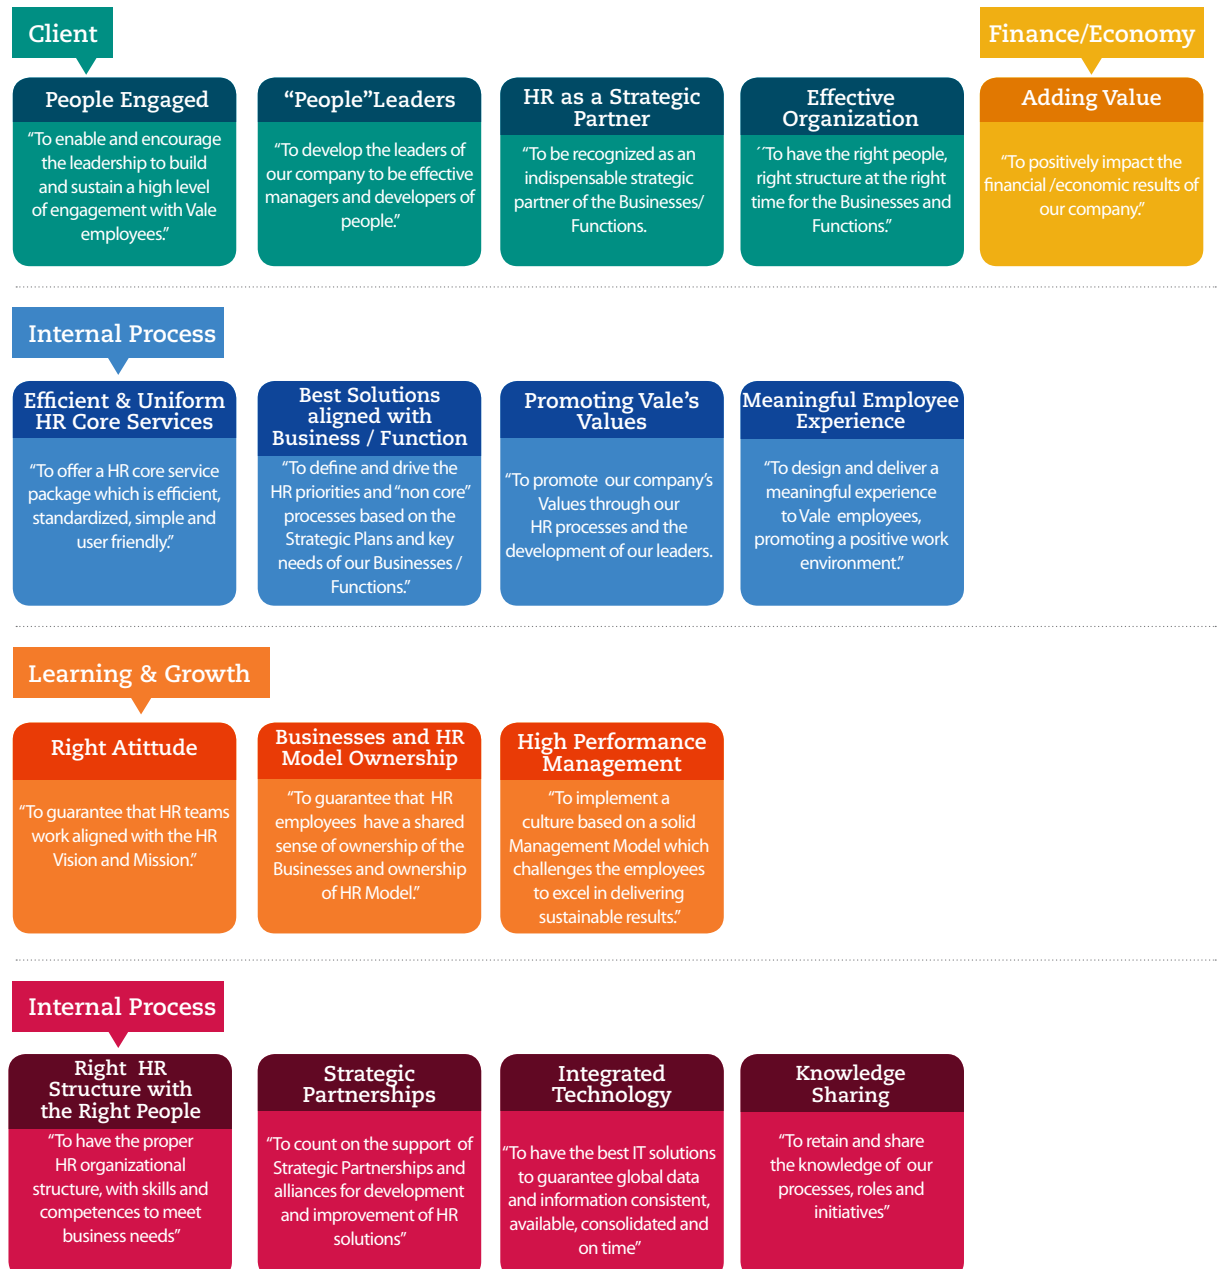 Client
Finance/Economy
People Engaged
“To enable and encourage
the leadership to build
and sustain a high level
of engagement with Vale
employees.”
“People”Leaders
“To develop the leaders of
our company to be effective
managers and developers of
people.”
HR as a Strategic
Partner
“To be recognized as an
indispensable strategic
partner of the Businesses/
Functions.
Effective
Organization
´´To have the right people,
right structure at the right
time for the Businesses and
Functions.”
Adding Value
“To positively impact the
financial /economic results of
our company.”
Internal Process
Efficient & Uniform
HR Core Services
“To offer a HR core service
package which is efficient,
standardized, simple and
user friendly.”
Best Solutions
aligned with
Business / Function
“To define and drive the
HR priorities and “non core”
processes based on the
Strategic Plans and key
needs of our Businesses /
Functions.”
Promoting Vale’s
Values
“To promote our company’s
Values through our
HR processes and the
development of our leaders.
Meaningful Employee
Experience
“To design and deliver a
meaningful experience
to Vale employees,
promoting a positive work
environment.”
Learning & Growth
Right Atittude
“To guarantee that HR teams
work aligned with the HR
Vision and Mission.”
Businesses and HR
Model Ownership
“To guarantee that HR
employees have a shared
sense of ownership of the
Businesses and ownership
of HR Model.”
High Performance
Management
“To implement a
culture based on a solid
Management Model which
challenges the employees
to excel in delivering
sustainable results.”
Internal Process
Right HR
Structure with
the Right People
“To have the proper
HR organizational
structure, with skills and
competences to meet
business needs”
Strategic
Partnerships
“To count on the support of
Strategic Partnerships and
alliances for development
and improvement of HR
solutions”
Integrated
Technology
“To have the best IT solutions
to guarantee global data
and information consistent,
available, consolidated and
on time”
Knowledge
Sharing
“To retain and share
the knowledge of our
processes, roles and
initiatives”